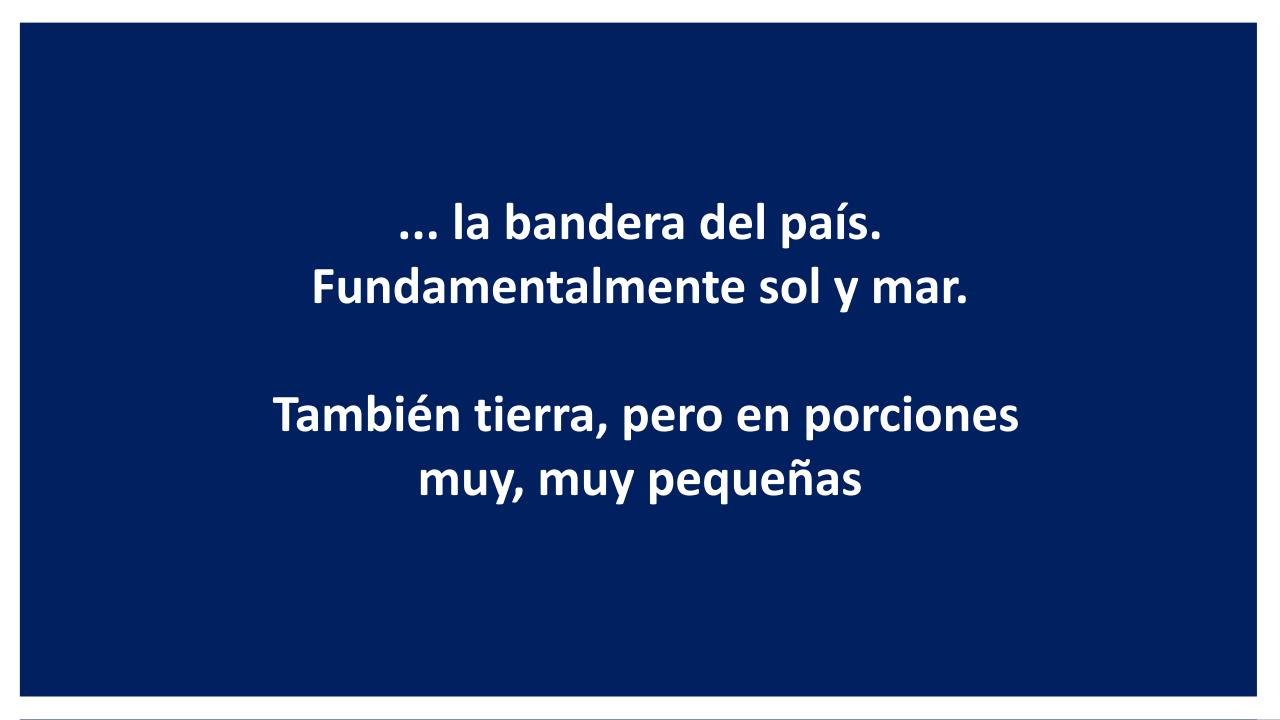 ... la bandera del país.
Fundamentalmente sol y mar.
También tierra, pero en porciones
muy, muy pequeñas